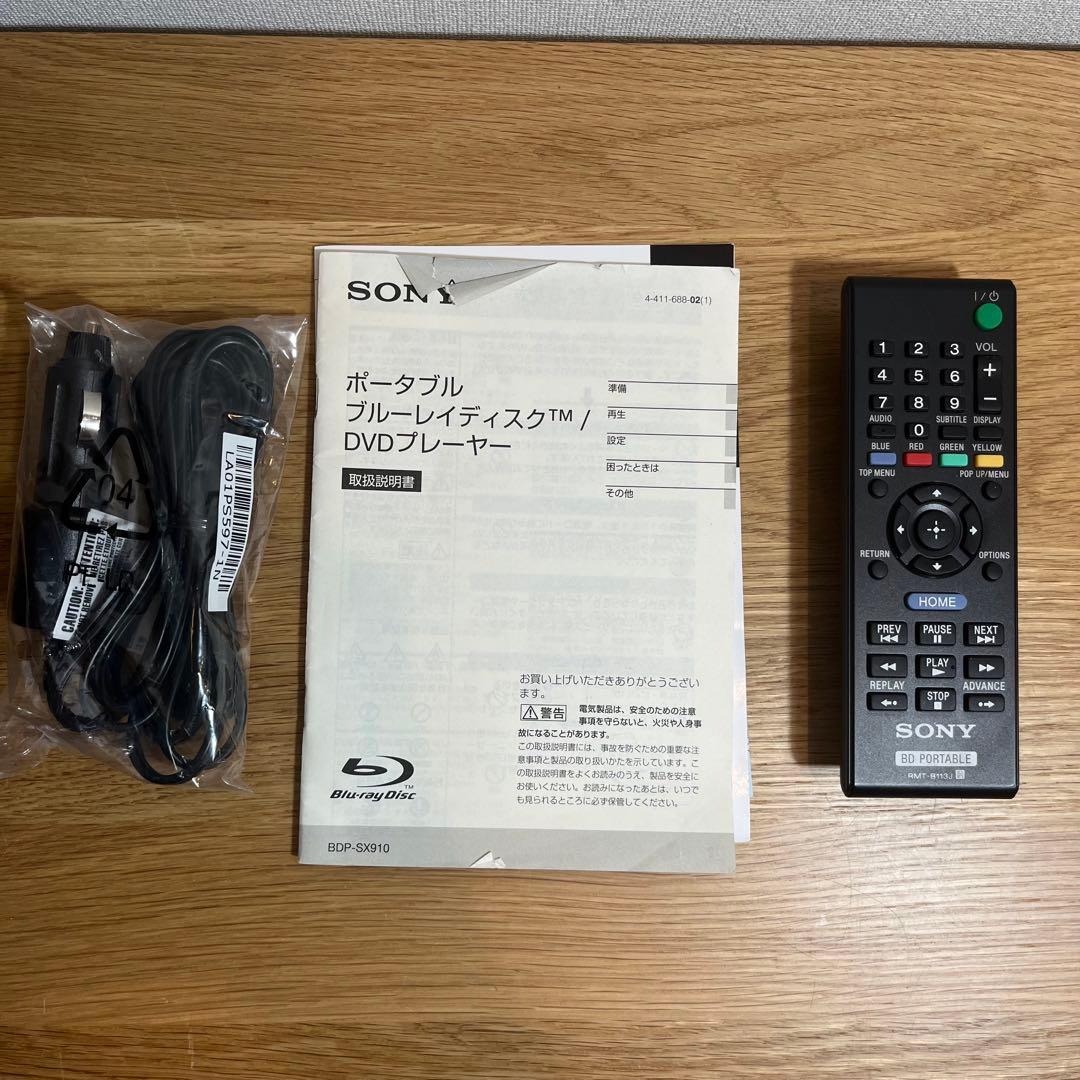 04
LA01PS597-1N
CAUTION:
ATTENTION:
SONY
4-411-688-02(1)
ポータブル
ブルーレイディスク™ /
DVDプレーヤー
取扱説明書
準備
再生
設定
困ったときは
その他
お買い上げいただきありがとうござい
ます。
警告 電気製品は、安全のための注意
事項を守らないと、火災や人身事
故になることがあります。
この取扱説明書には、事故を防ぐための重要な注
意事項と製品の取り扱いかたを示しています。こ
の取扱説明書をよくお読みのうえ、製品を安全に
お使いください。お読みになったあとは、いつで
も見られるところに必ず保管してください。
Blu-ray Disc™
BDP-SX910
I/⏻
1 2 3 VOL
4 5 6 +
7 8 9 −
AUDIO SUBTITLE DISPLAY
0
BLUE RED GREEN YELLOW
TOP MENU POP UP/MENU
RETURN OPTIONS
HOME
PREV PAUSE NEXT
PLAY
REPLAY ADVANCE
STOP
SONY
BD PORTABLE
RMT-B113J